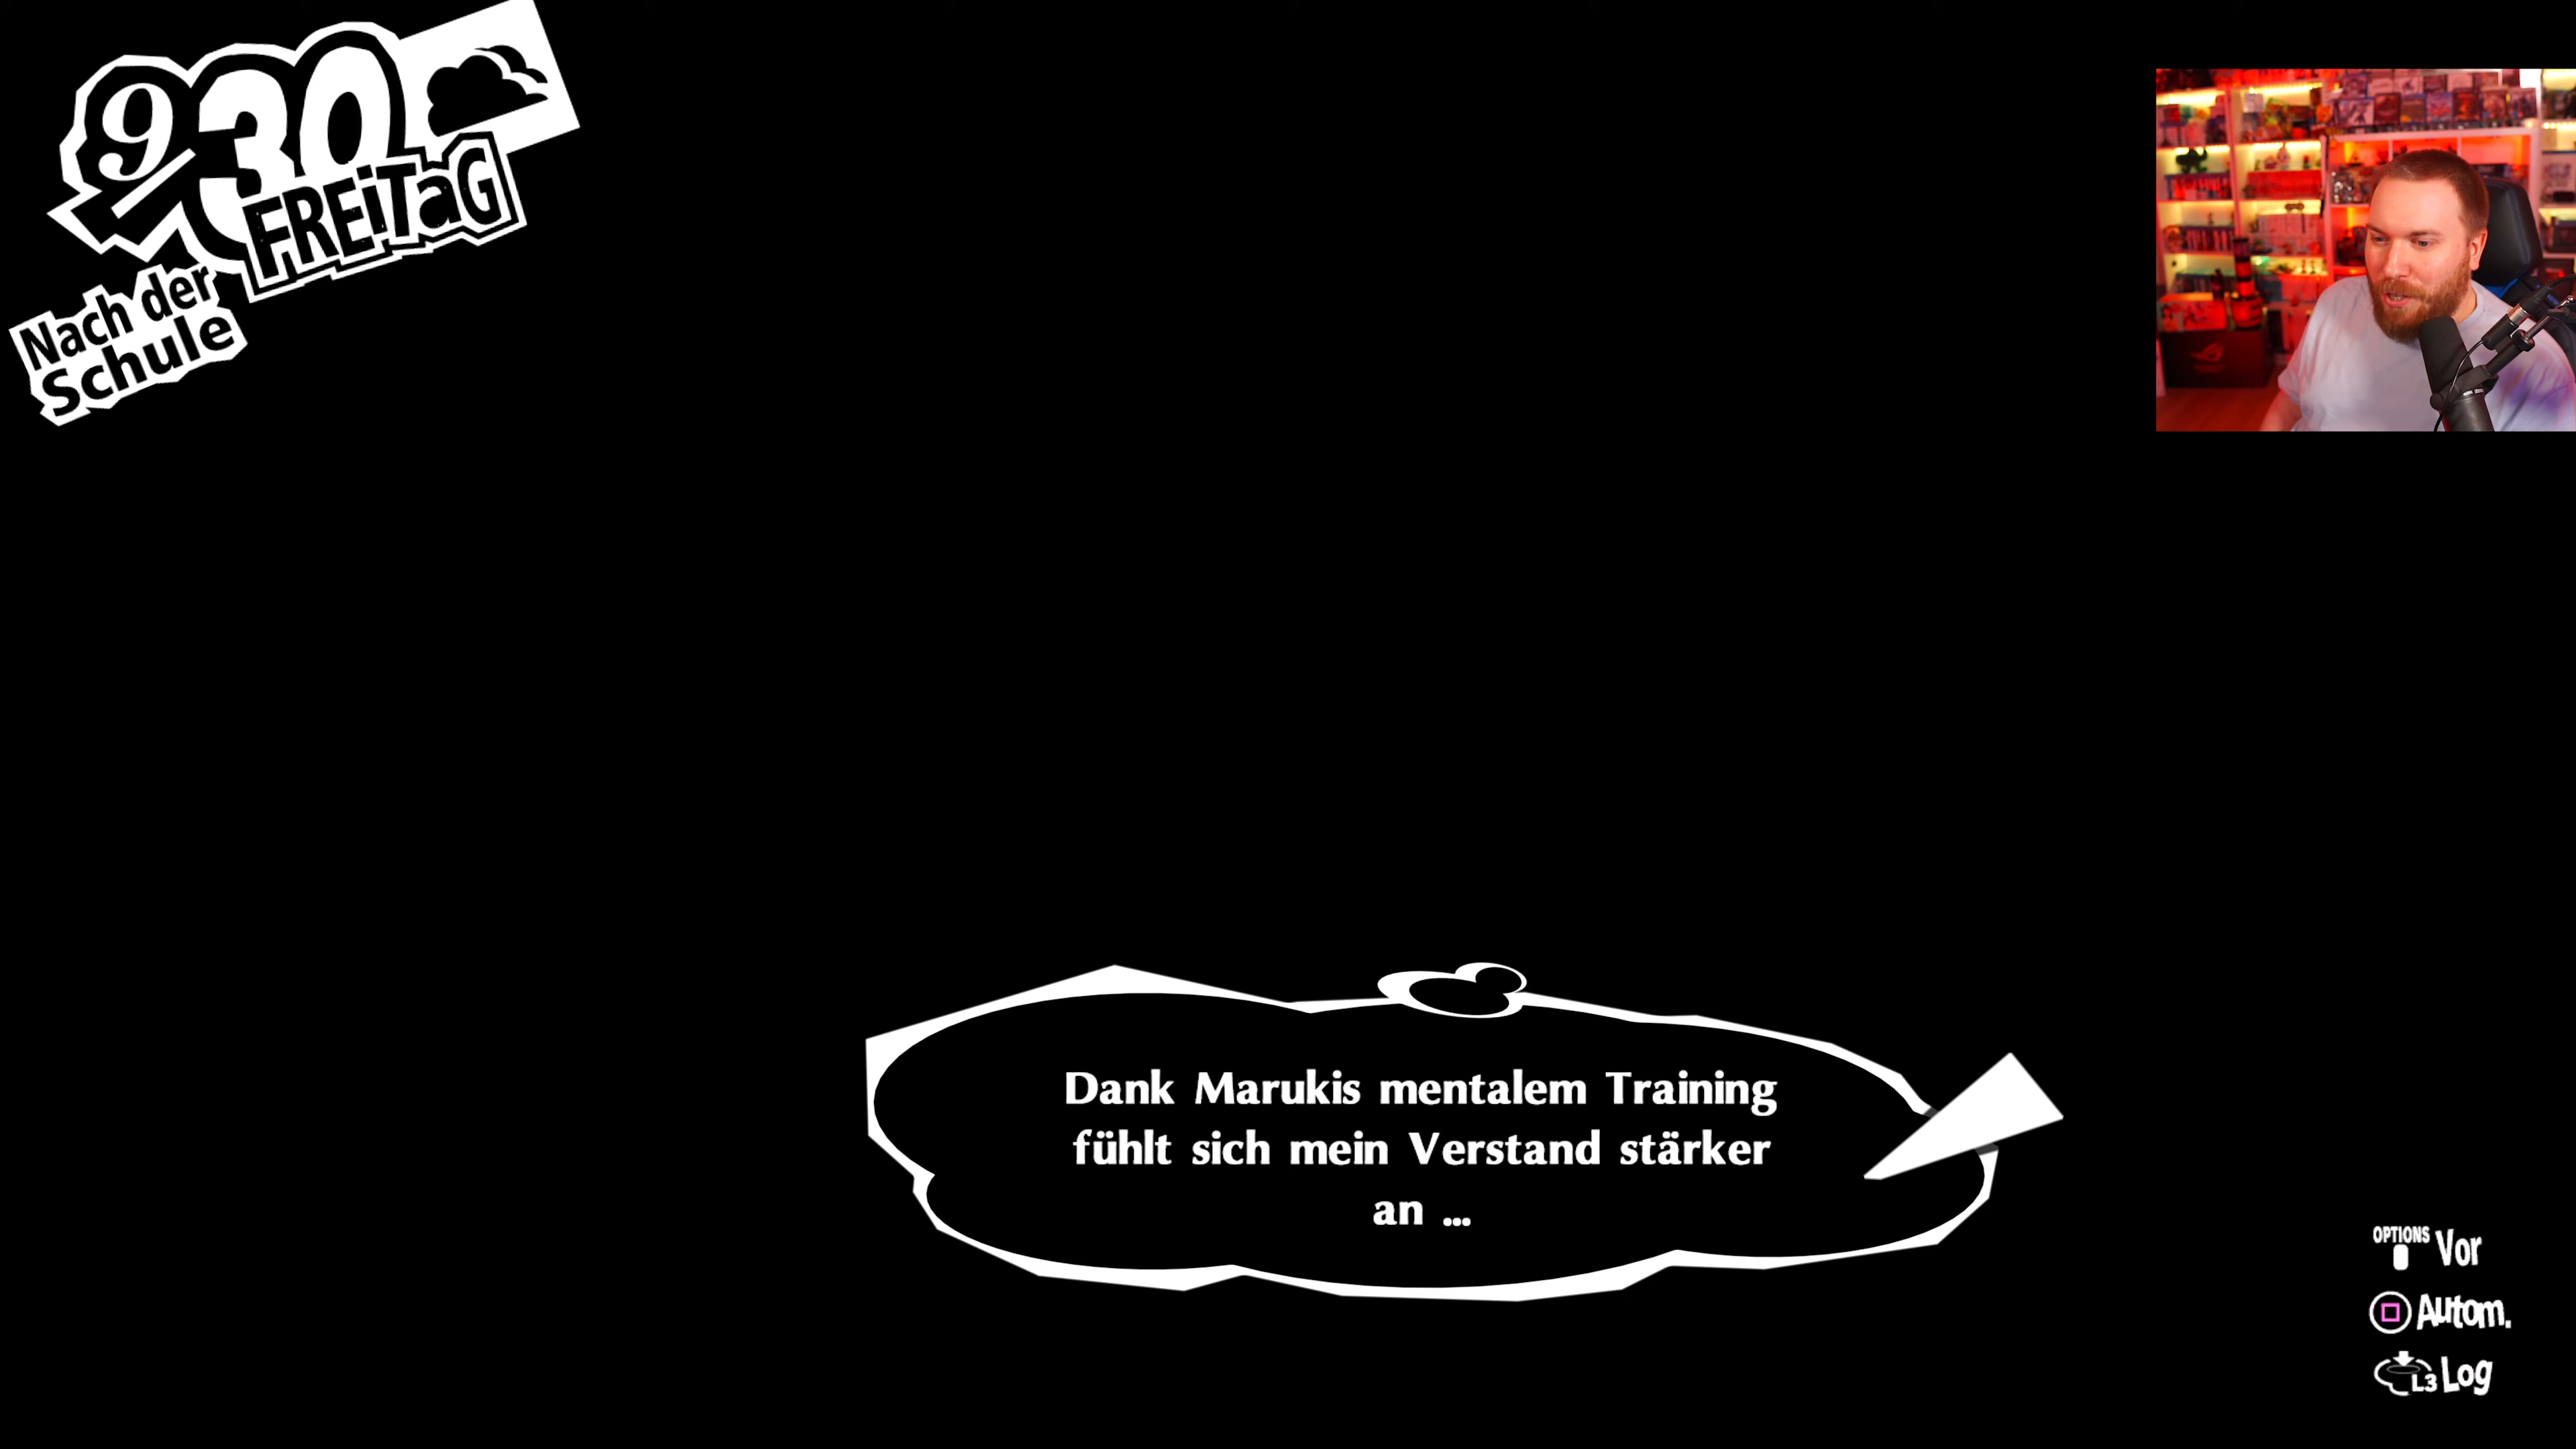 9/30
FREiTaG
Nach der
Schule
Dank Marukis mentalem Training
fühlt sich mein Verstand stärker
an ...
OPTIONS Vor
Autom.
L3 Log